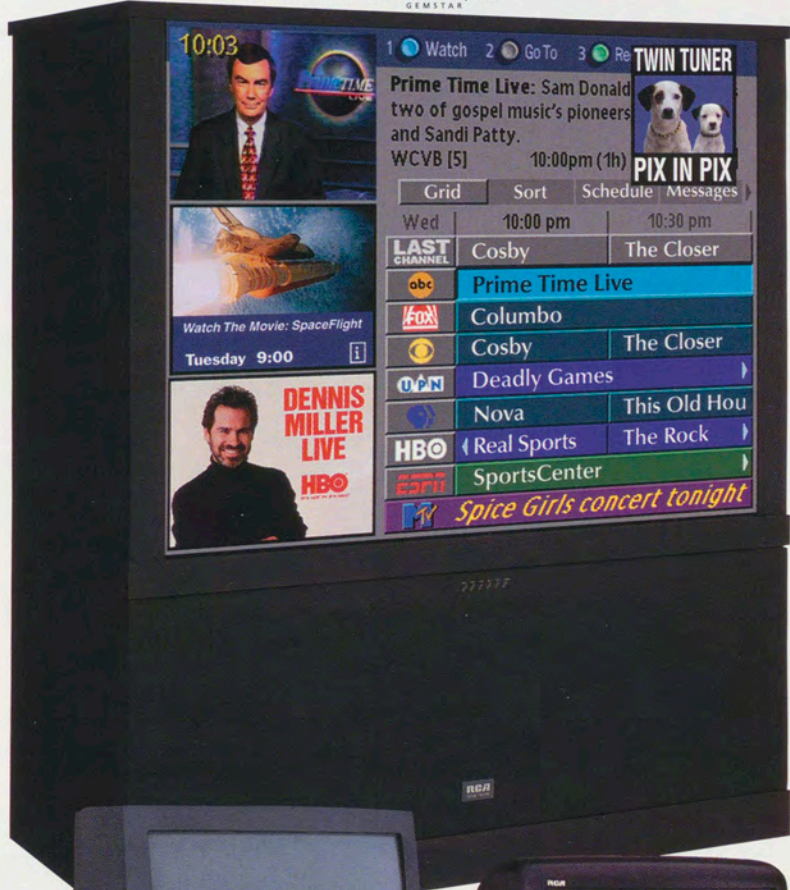 GEMSTAR
10:03
PrimeTIME
LIVE
1 Watch 2 Go To 3 Re
TWIN TUNER
PIX IN PIX
Prime Time Live: Sam Donald
two of gospel music's pioneers
and Sandi Patty.
WCVB [5] 10:00pm (1h)
Grid Sort Schedule Messages
Wed 10:00 pm 10:30 pm
LAST CHANNEL Cosby The Closer
abc Prime Time Live
FOX Columbo
Cosby The Closer
UPN Deadly Games
Nova This Old Hou
HBO Real Sports The Rock
ESPN SportsCenter
MTV Spice Girls concert tonight
Watch The Movie: SpaceFlight
Tuesday 9:00 i
DENNIS
MILLER
LIVE
HBO
RCA
RCA